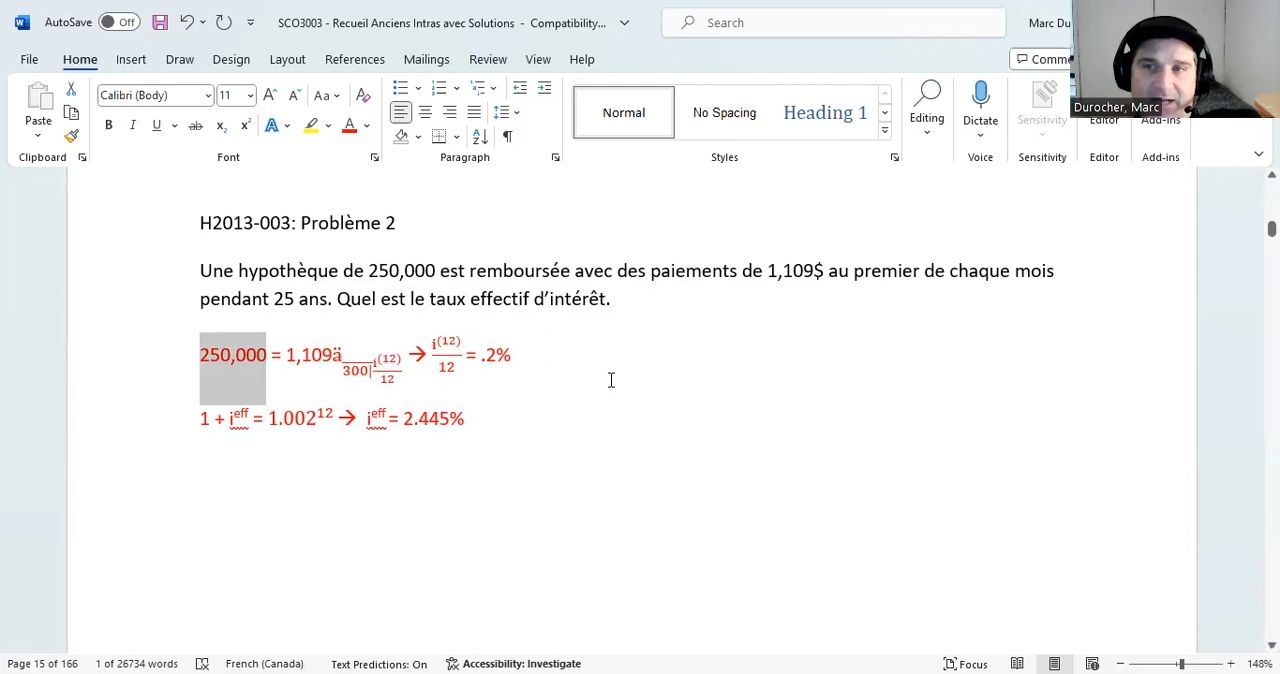 AutoSave Off SCO3003 - Recueil Anciens Intras avec Solutions - Compatibility... Search Marc Du
File Home Insert Draw Design Layout References Mailings Review View Help Comme
Durocher, Marc
Calibri (Body) 11 Aa
Paste Normal No Spacing Heading 1 Editing Dictate Sensitivity Editor Add-ins
Clipboard Font Paragraph Styles Voice Sensitivity Editor Add-ins
H2013-003: Problème 2
Une hypothèque de 250,000 est remboursée avec des paiements de 1,109$ au premier de chaque mois
pendant 25 ans. Quel est le taux effectif d’intérêt.
250,000 = 1,109ä 300| i⁽¹²⁾/12 → i⁽¹²⁾/12 = .2%
1 + iᵉᶠᶠ = 1.002¹² → iᵉᶠᶠ = 2.445%
Page 15 of 166 1 of 26734 words French (Canada) Text Predictions: On Accessibility: Investigate Focus 148%